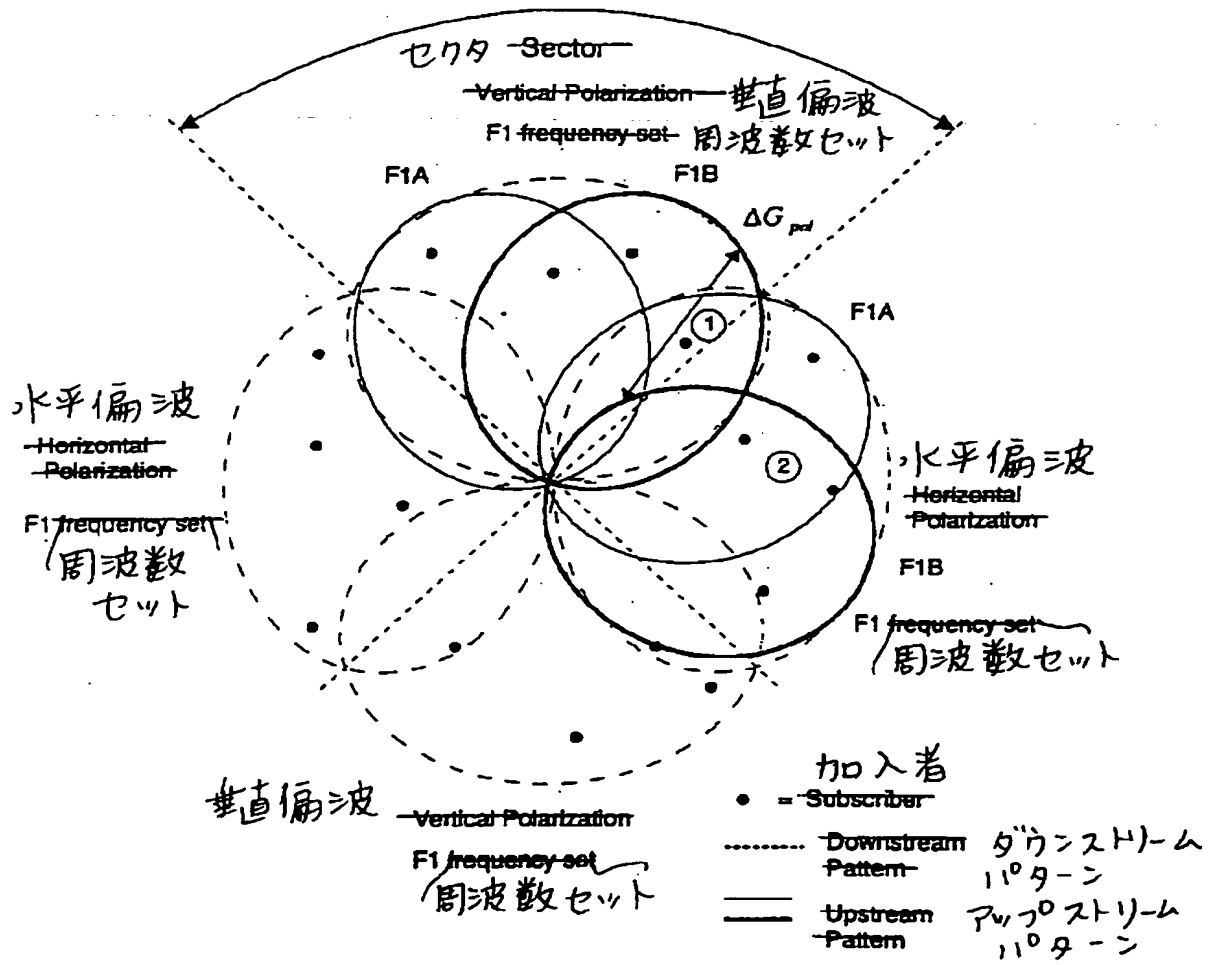 セクタ Sector
Vertical Polarization 垂直偏波
F1 frequency set 周波数セット
F1A
F1B
ΔG pol
F1A
①
②
水平偏波
Horizontal
Polarization
F1 frequency set
周波数
セット
水平偏波
Horizontal
Polarization
F1B
F1 frequency set
周波数セット
垂直偏波
Vertical Polarization
F1 frequency set
周波数セット
加入者
• = Subscriber
Downstream ダウンストリーム
Pattern パターン
Upstream アップストリーム
Pattern パターン